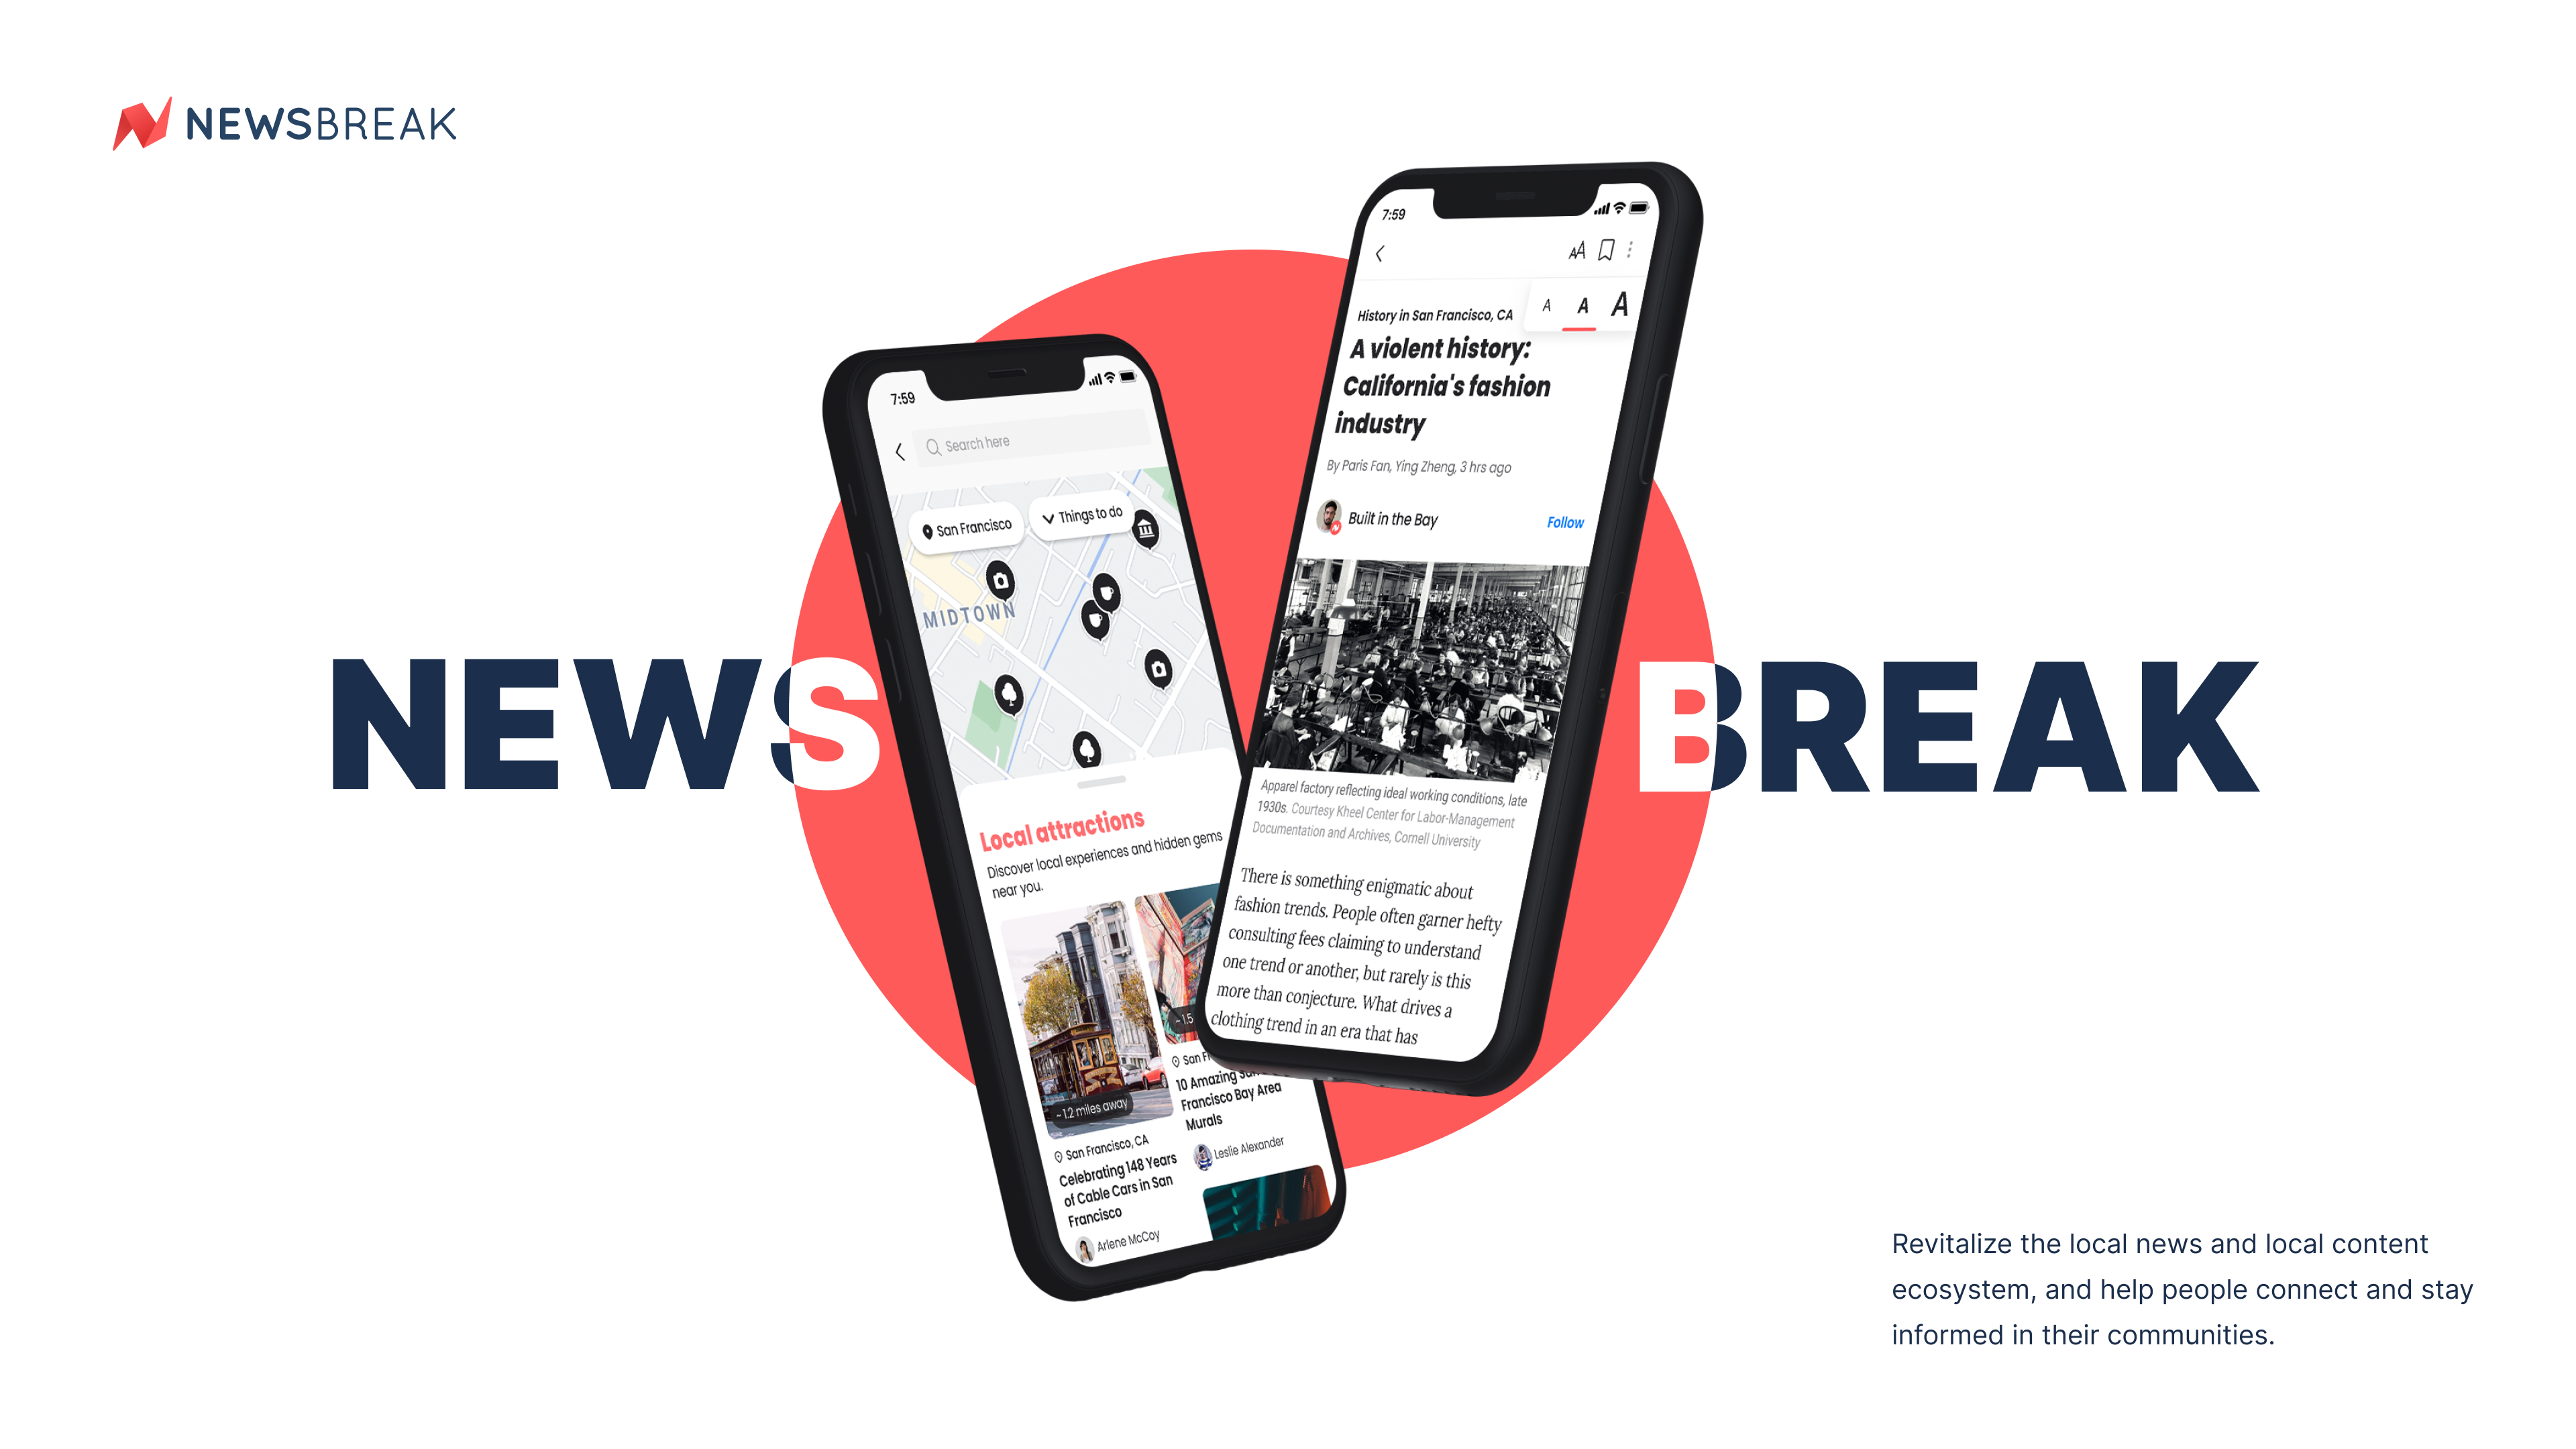 NEWSBREAK
NEWS BREAK
7:59
Search here
San Francisco
Things to do
MIDTOWN
Local attractions
Discover local experiences and hidden gems
near you.
~ 1.2 miles away
San Francisco, CA
Celebrating 148 Years
of Cable Cars in San
Francisco
Arlene McCoy
~ 1.5
San Fr
10 Amazing
Francisco Bay Area
Murals
Leslie Alexander
7:59
AA
A A A
History in San Francisco, CA
A violent history:
California's fashion
industry
By Paris Fan, Ying Zheng, 3 hrs ago
Built in the Bay
Follow
Apparel factory reflecting ideal working conditions, late
1930s. Courtesy Kheel Center for Labor-Management
Documentation and Archives, Cornell University
There is something enigmatic about
fashion trends. People often garner hefty
consulting fees claiming to understand
one trend or another, but rarely is this
more than conjecture. What drives a
clothing trend in an era that has
Revitalize the local news and local content
ecosystem, and help people connect and stay
informed in their communities.